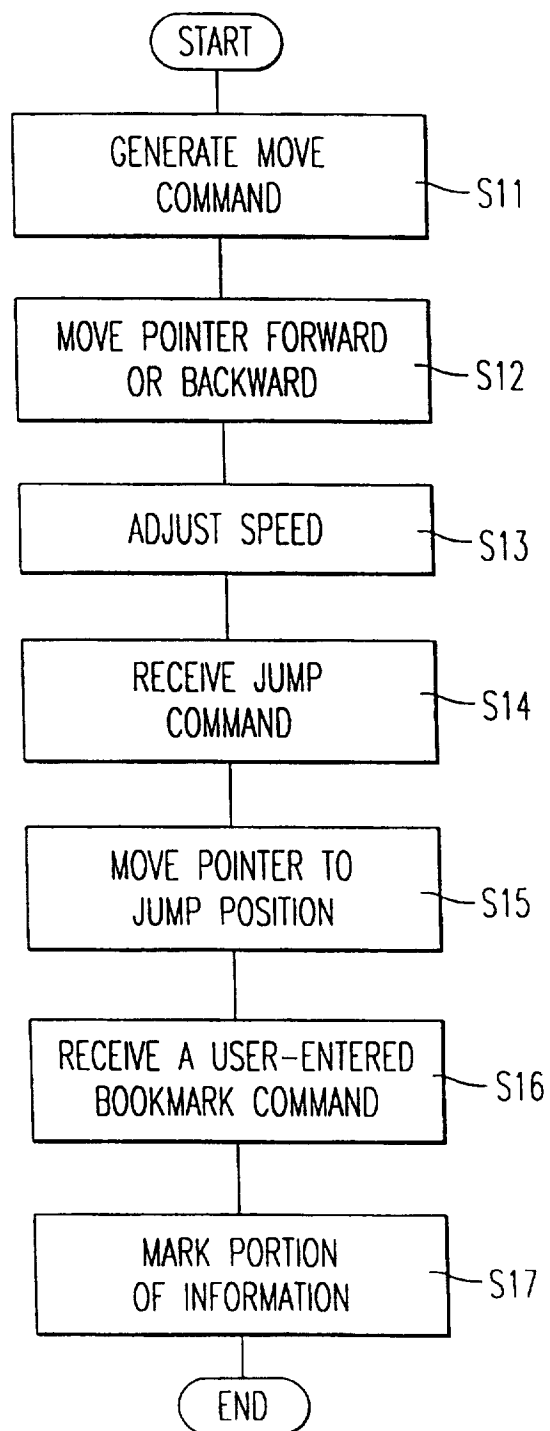 START
GENERATE MOVE
COMMAND
S11
MOVE POINTER FORWARD
OR BACKWARD
S12
ADJUST SPEED
S13
RECEIVE JUMP
COMMAND
S14
MOVE POINTER TO
JUMP POSITION
S15
RECEIVE A USER-ENTERED
BOOKMARK COMMAND
S16
MARK PORTION
OF INFORMATION
S17
END